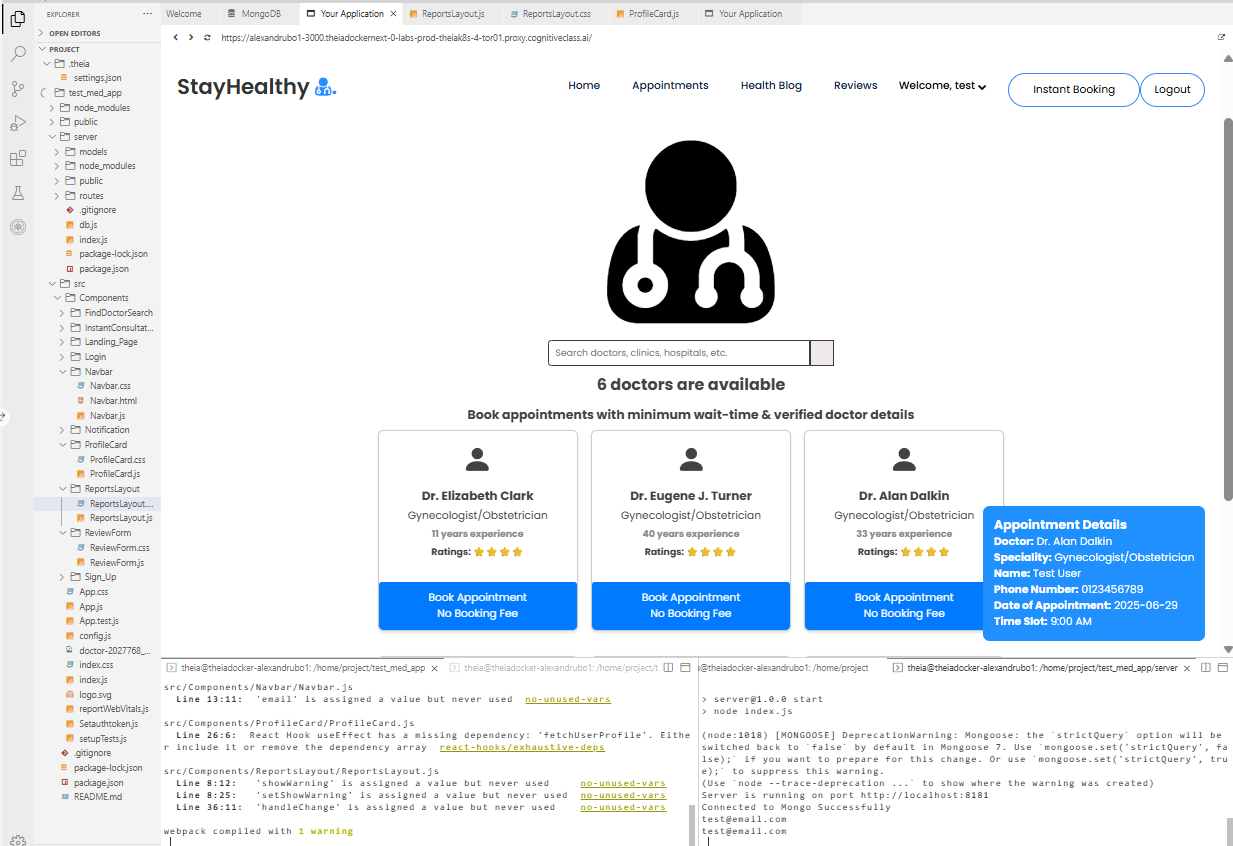 EXPLORER
···
OPEN EDITORS
PROJECT
.theia
settings.json
test_med_app
node_modules
public
server
models
node_modules
public
routes
.gitignore
db.js
index.js
package-lock.json
package.json
src
Components
FindDoctorSearch
InstantConsultat...
Landing_Page
Login
Navbar
Navbar.css
Navbar.html
Navbar.js
Notification
ProfileCard
ProfileCard.css
ProfileCard.js
ReportsLayout
ReportsLayout....
ReportsLayout.js
ReviewForm
ReviewForm.css
ReviewForm.js
Sign_Up
App.css
App.js
App.test.js
config.js
doctor-2027768_...
index.css
index.js
logo.svg
reportWebVitals.js
Setauthtoken.js
setupTests.js
.gitignore
package-lock.json
package.json
README.md
Welcome
MongoDB
Your Application
ReportsLayout.js
ReportsLayout.css
ProfileCard.js
Your Application
https://alexandrubo1-3000.theiadockernext-0-labs-prod-theiak8s-4-tor01.proxy.cognitiveclass.ai/
StayHealthy
Home
Appointments
Health Blog
Reviews
Welcome, test
Instant Booking
Logout
Search doctors, clinics, hospitals, etc.
6 doctors are available
Book appointments with minimum wait-time & verified doctor details
Dr. Elizabeth Clark
Gynecologist/Obstetrician
11 years experience
Ratings:
Book Appointment
No Booking Fee
Dr. Eugene J. Turner
Gynecologist/Obstetrician
40 years experience
Ratings:
Book Appointment
No Booking Fee
Dr. Alan Dalkin
Gynecologist/Obstetrician
33 years experience
Ratings:
Book Appointment
No Booking Fee
Appointment Details
Doctor: Dr. Alan Dalkin
Speciality: Gynecologist/Obstetrician
Name: Test User
Phone Number: 0123456789
Date of Appointment: 2025-06-29
Time Slot: 9:00 AM
theia@theiadocker-alexandrubo1: /home/project/test_med_app
theia@theiadocker-alexandrubo1: /home/project/t
src/Components/Navbar/Navbar.js
Line 13:11: 'email' is assigned a value but never used no-unused-vars
src/Components/ProfileCard/ProfileCard.js
Line 26:6: React Hook useEffect has a missing dependency: 'fetchUserProfile'. Eithe
r include it or remove the dependency array react-hooks/exhaustive-deps
src/Components/ReportsLayout/ReportsLayout.js
Line 8:12: 'showWarning' is assigned a value but never used no-unused-vars
Line 8:25: 'setShowWarning' is assigned a value but never used no-unused-vars
Line 36:11: 'handleChange' is assigned a value but never used no-unused-vars
webpack compiled with 1 warning
@theiadocker-alexandrubo1: /home/project
theia@theiadocker-alexandrubo1: /home/project/test_med_app/server
> server@1.0.0 start
> node index.js
(node:1018) [MONGOOSE] DeprecationWarning: Mongoose: the `strictQuery` option will be
switched back to `false` by default in Mongoose 7. Use `mongoose.set('strictQuery', fa
lse);` if you want to prepare for this change. Or use `mongoose.set('strictQuery', tru
e);` to suppress this warning.
(Use `node --trace-deprecation ...` to show where the warning was created)
Server is running on port http://localhost:8181
Connected to Mongo Successfully
test@email.com
test@email.com